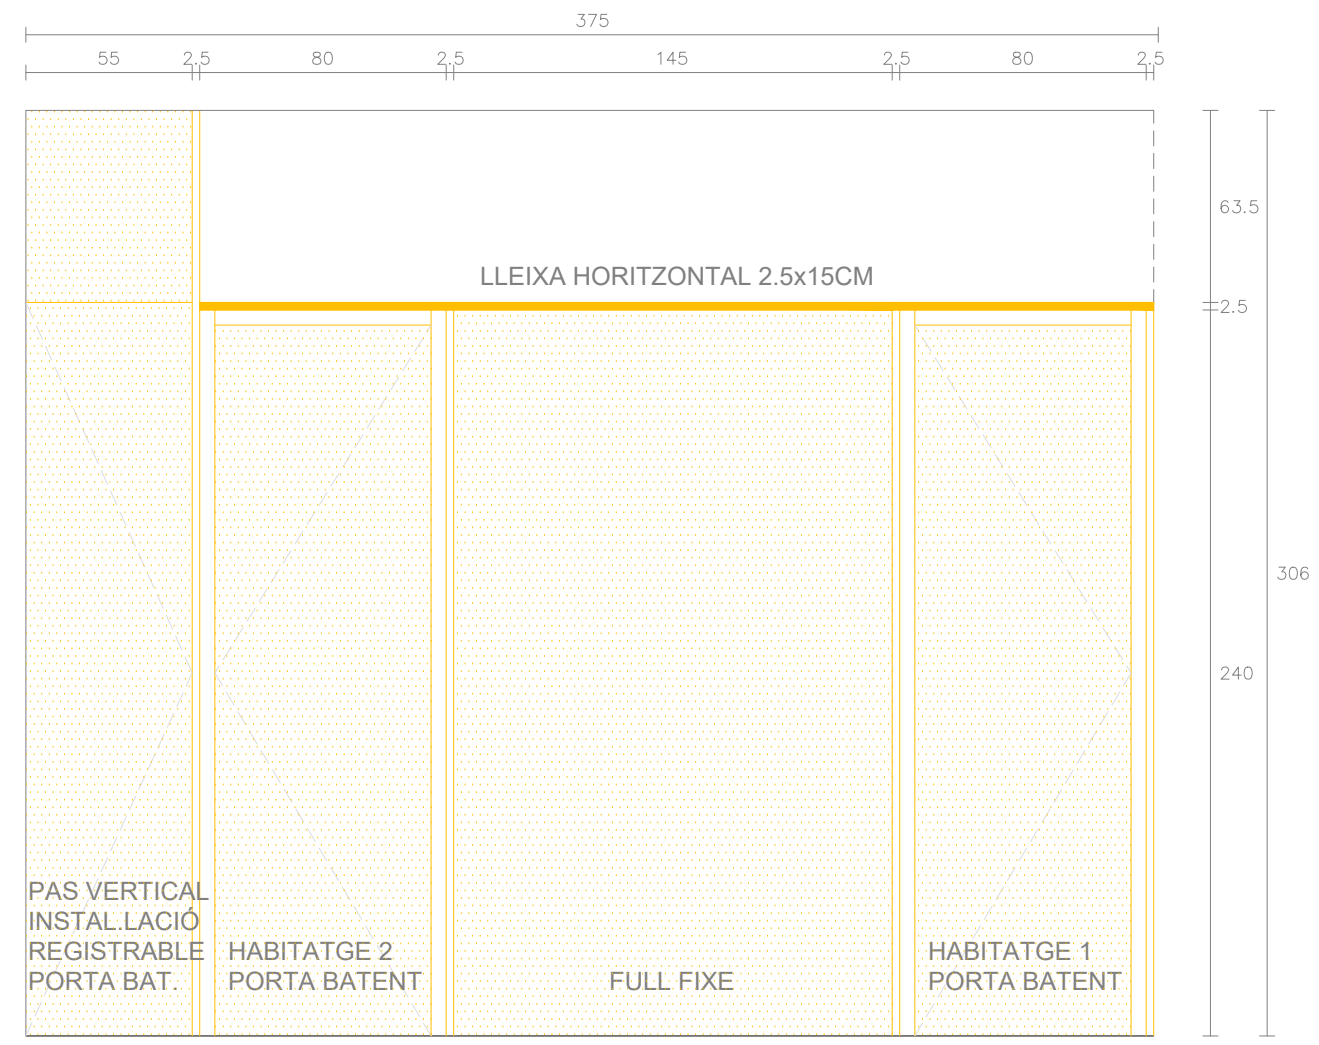 375
55 2.5 80 2.5 145 2.5 80 2.5
63.5
LLEIXA HORITZONTAL 2.5x15CM
2.5
306
240
PAS VERTICAL
INSTAL.LACIÓ
REGISTRABLE
PORTA BAT.
HABITATGE 2
PORTA BATENT
FULL FIXE
HABITATGE 1
PORTA BATENT